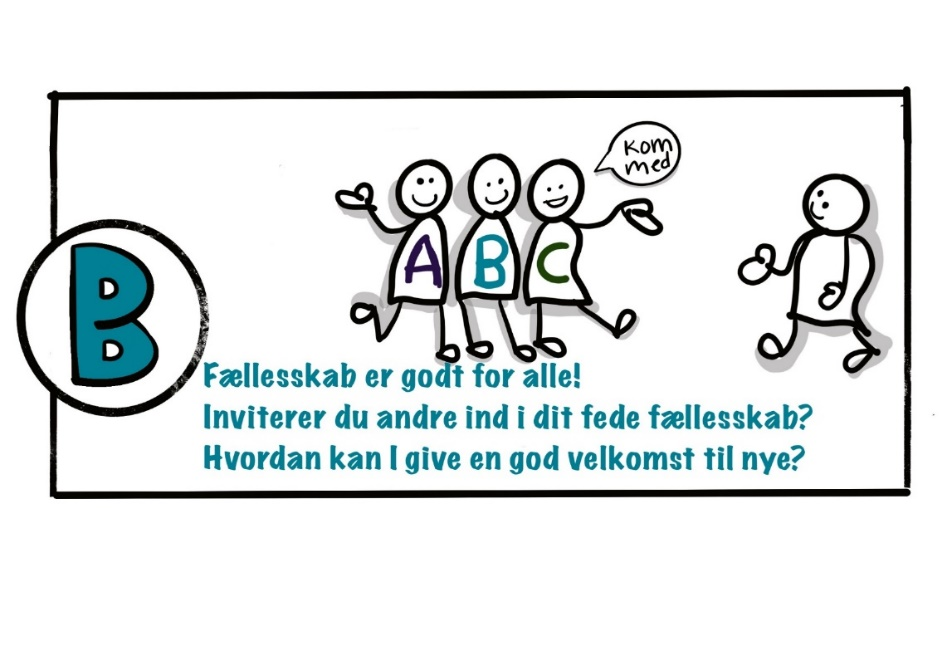 Kom
med
A B C
B
Fællesskab er godt for alle!
Inviterer du andre ind i dit fede fællesskab?
Hvordan kan I give en god velkomst til nye?